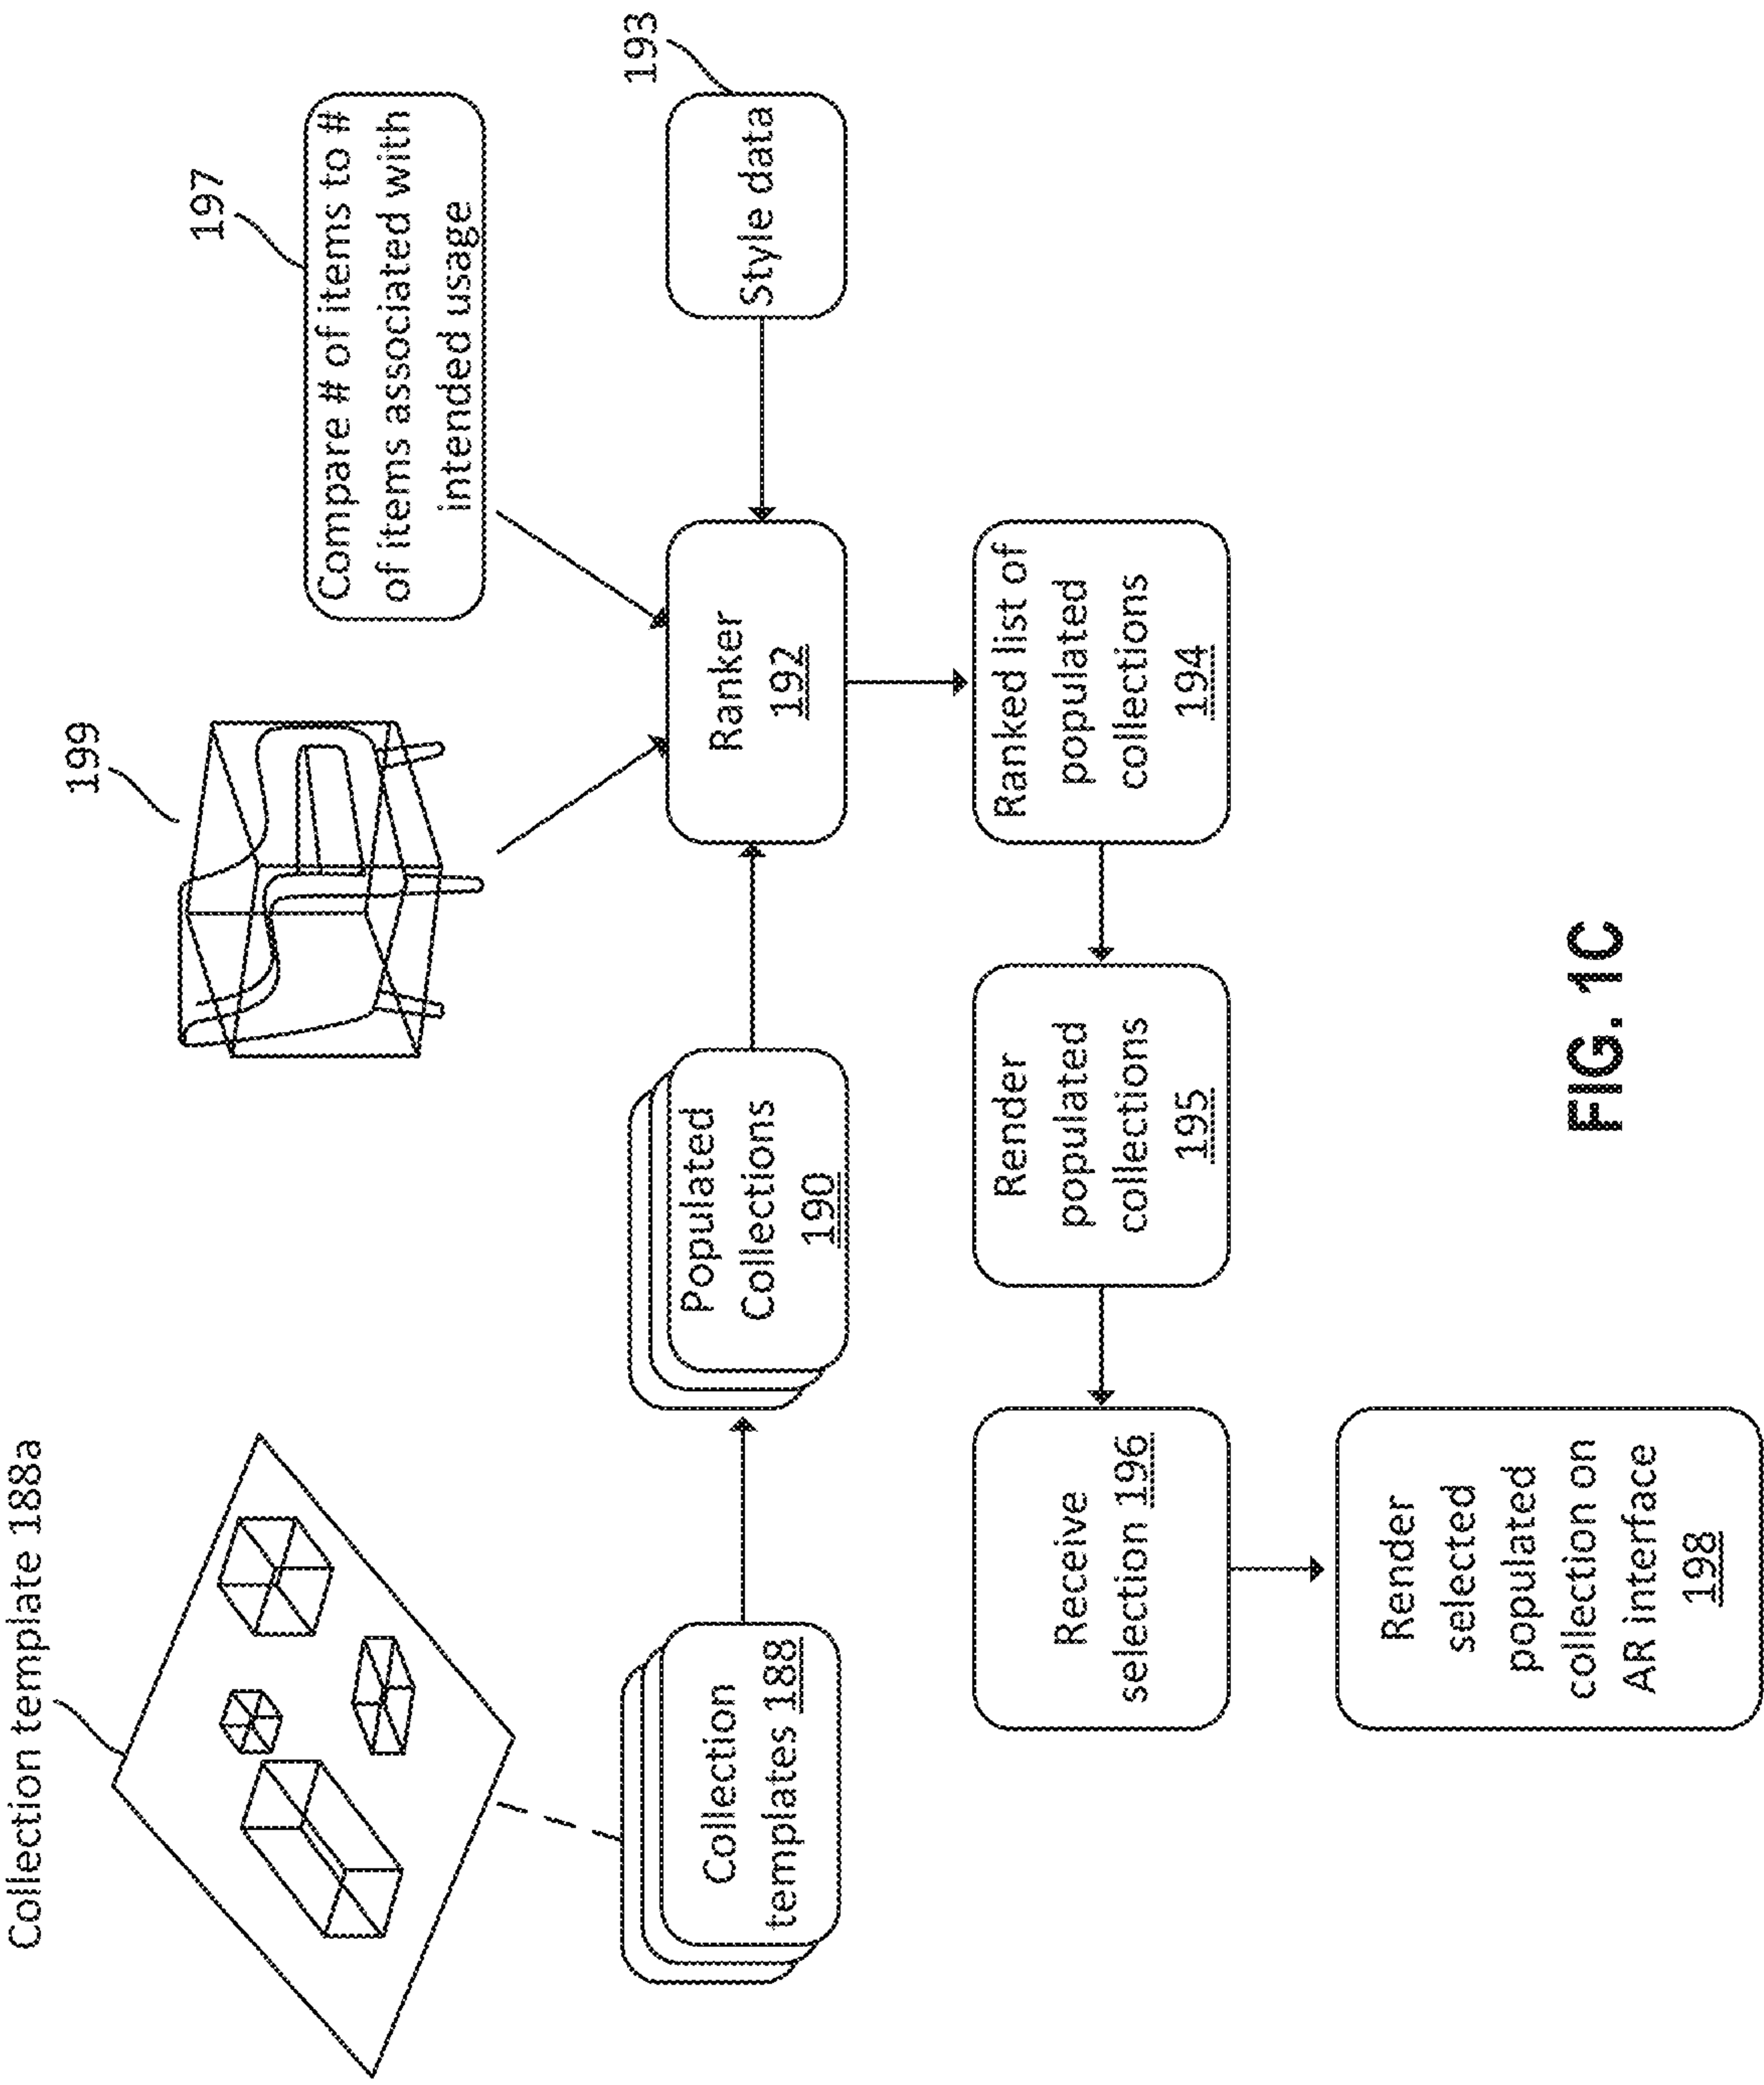 Collection template 188a
199
197
Compare # of items to #
of items associated with
intended usage
193
Collection
templates 188
Populated
Collections
190
Ranker
192
Style data
Receive
selection 196
Render
populated
collections
195
Ranked list of
populated
collections
194
Render
selected
populated
collection on
AR interface
198
FIG. 1C